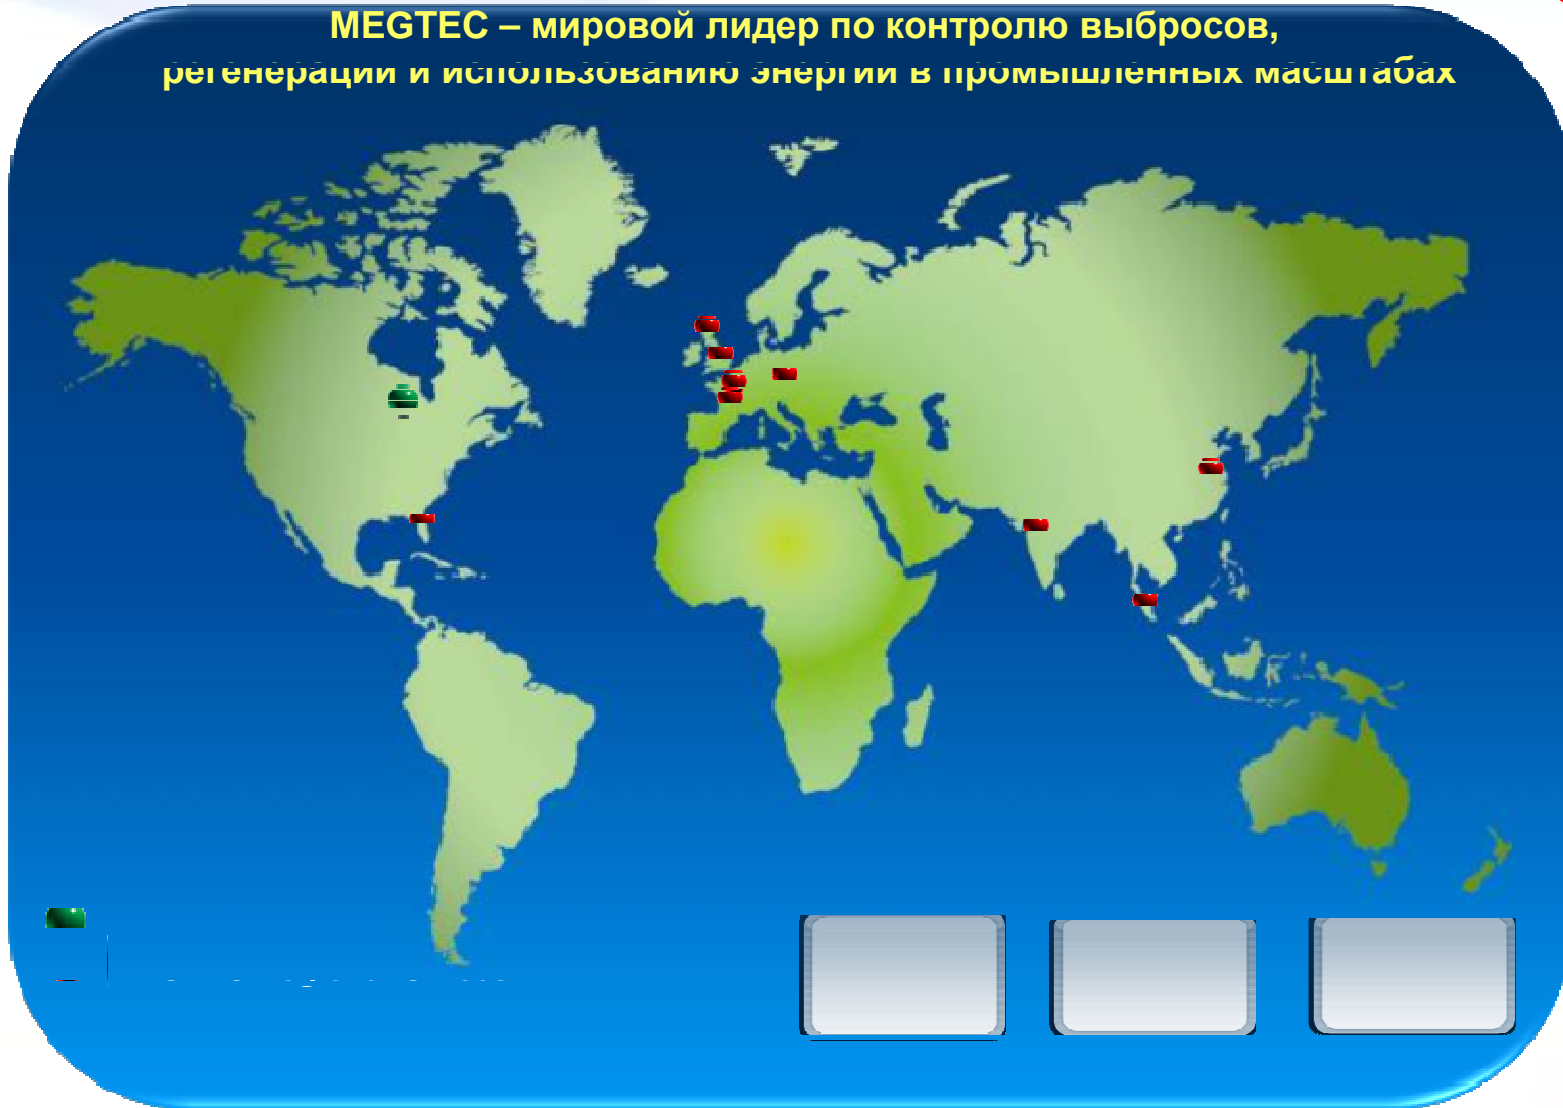 MEGTEC – мировой лидер по контролю выбросов,
регенерации и использованию энергии в промышленных масштабах